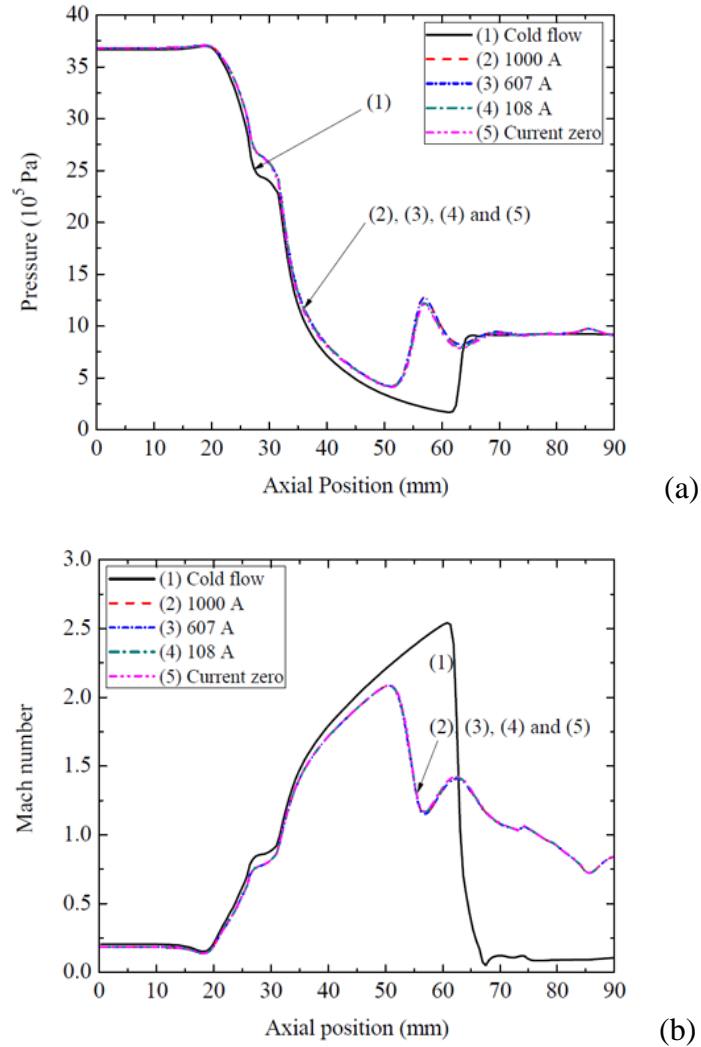 40
35
30
25
20
15
10
5
0
Pressure (10⁵ Pa)
(1) Cold flow
(2) 1000 A
(3) 607 A
(4) 108 A
(5) Current zero
(1)
(2), (3), (4) and (5)
0 10 20 30 40 50 60 70 80 90
Axial Position (mm)
(a)
3.0
2.5
2.0
1.5
1.0
0.5
0.0
Mach number
(1) Cold flow
(2) 1000 A
(3) 607 A
(4) 108 A
(5) Current zero
(1)
(2) (3), (4) and (5)
0 10 20 30 40 50 60 70 80 90
Axial position (mm)
(b)